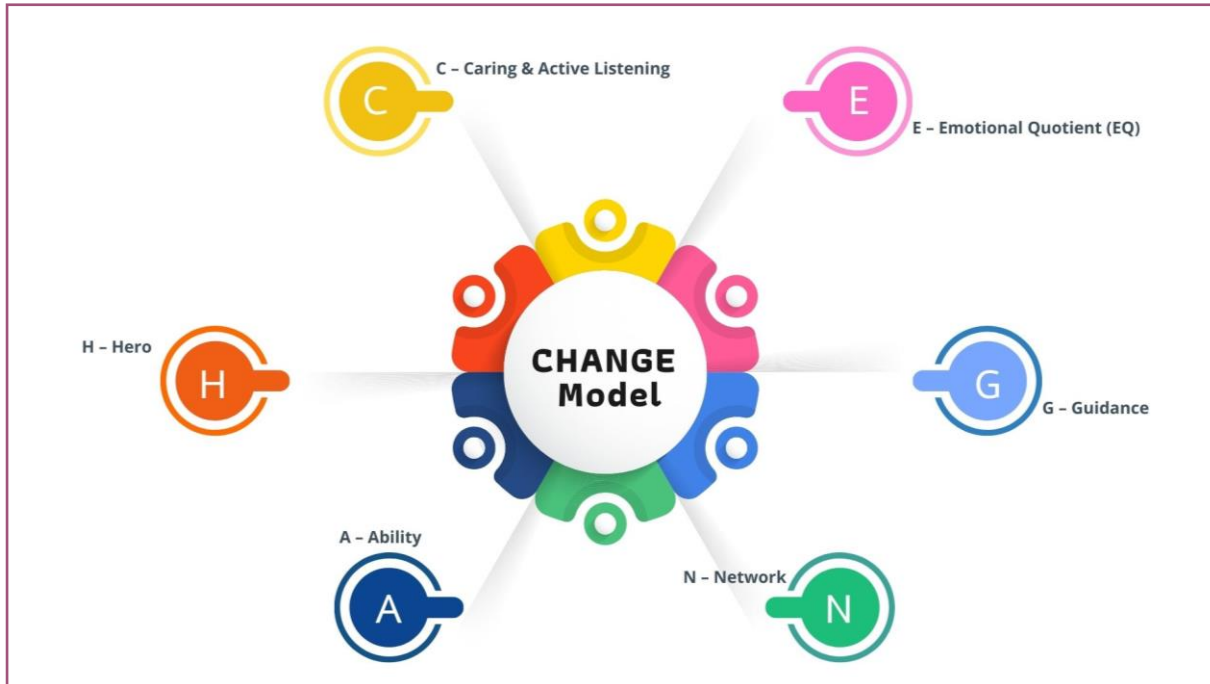 C
C – Caring & Active Listening
E
E – Emotional Quotient (EQ)
CHANGE
Model
H – Hero
H
G
G – Guidance
A – Ability
A
N – Network
N